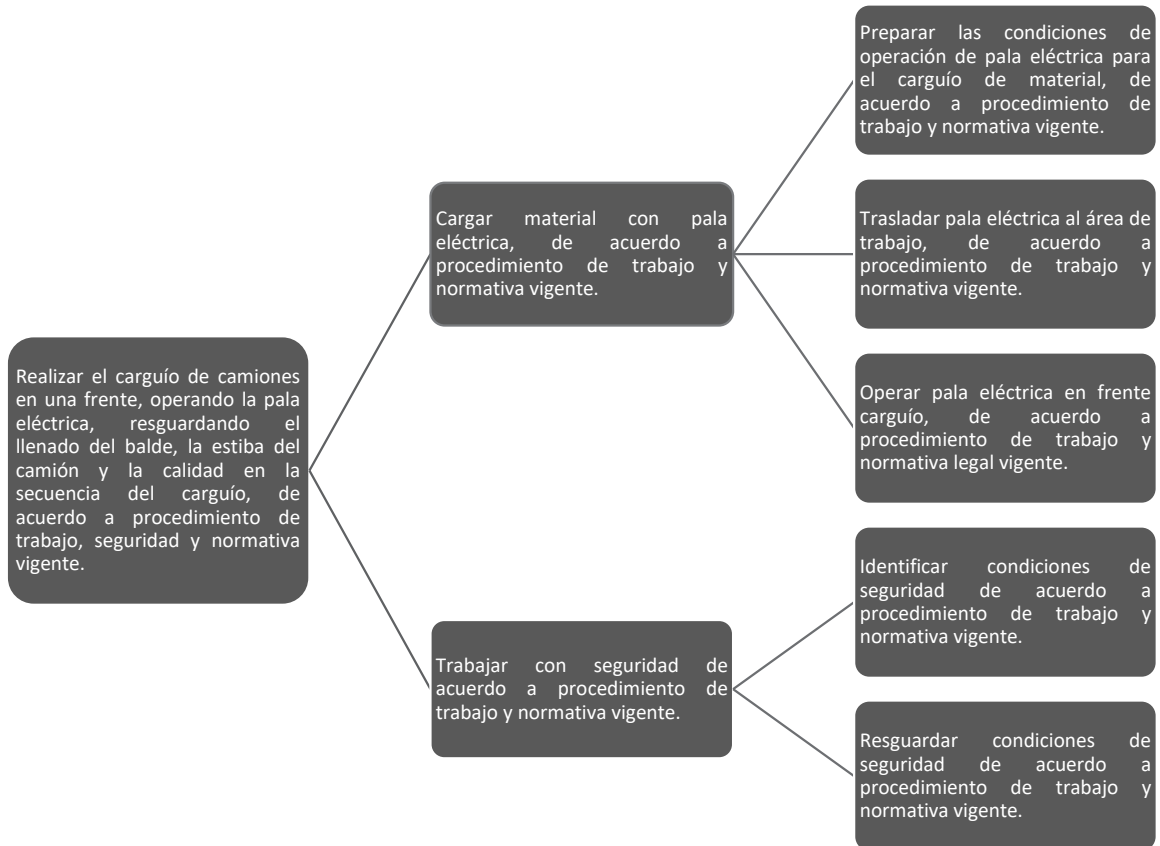 Realizar el carguío de camiones
en una frente, operando la pala
eléctrica, resguardando el
llenado del balde, la estiba del
camión y la calidad en la
secuencia del carguío, de
acuerdo a procedimiento de
trabajo, seguridad y normativa
vigente.
Cargar material con pala
eléctrica, de acuerdo a
procedimiento de trabajo y
normativa vigente.
Preparar las condiciones de
operación de pala eléctrica para
el carguío de material, de
acuerdo a procedimiento de
trabajo y normativa vigente.
Trasladar pala eléctrica al área de
trabajo, de acuerdo a
procedimiento de trabajo y
normativa vigente.
Operar pala eléctrica en frente
carguío, de acuerdo a
procedimiento de trabajo y
normativa legal vigente.
Trabajar con seguridad de
acuerdo a procedimiento de
trabajo y normativa vigente.
Identificar condiciones de
seguridad de acuerdo a
procedimiento de trabajo y
normativa vigente.
Resguardar condiciones de
seguridad de acuerdo a
procedimiento de trabajo y
normativa vigente.